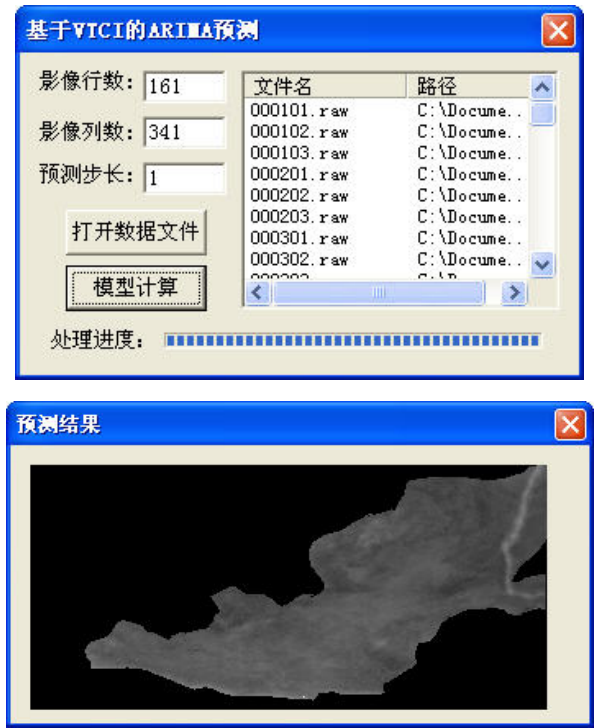 基于VTCI的ARIMA预测
影像行数: 161
影像列数: 341
预测步长: 1
打开数据文件
模型计算
文件名 路径
000101.raw C:\Docume..
000102.raw C:\Docume..
000103.raw C:\Docume..
000201.raw C:\Docume..
000202.raw C:\Docume..
000203.raw C:\Docume..
000301.raw C:\Docume..
000302.raw C:\Docume..
处理进度:
预测结果